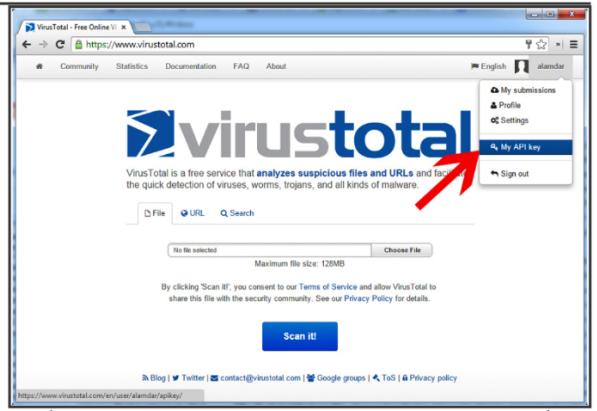 VirusTotal - Free Online Vi
https://www.virustotal.com
Community Statistics Documentation FAQ About English alamdar
My submissions
Profile
Settings
My API key
Sign out
virustotal
VirusTotal is a free service that analyzes suspicious files and URLs and
the quick detection of viruses, worms, trojans, and all kinds of malware.
File URL Search
No file selected Choose File
Maximum file size: 128MB
By clicking 'Scan it!', you consent to our Terms of Service and allow VirusTotal to
share this file with the security community. See our Privacy Policy for details.
Scan it!
Blog | Twitter | contact@virustotal.com | Google groups | ToS | Privacy policy
https://www.virustotal.com/en/user/alamdar/apikey/